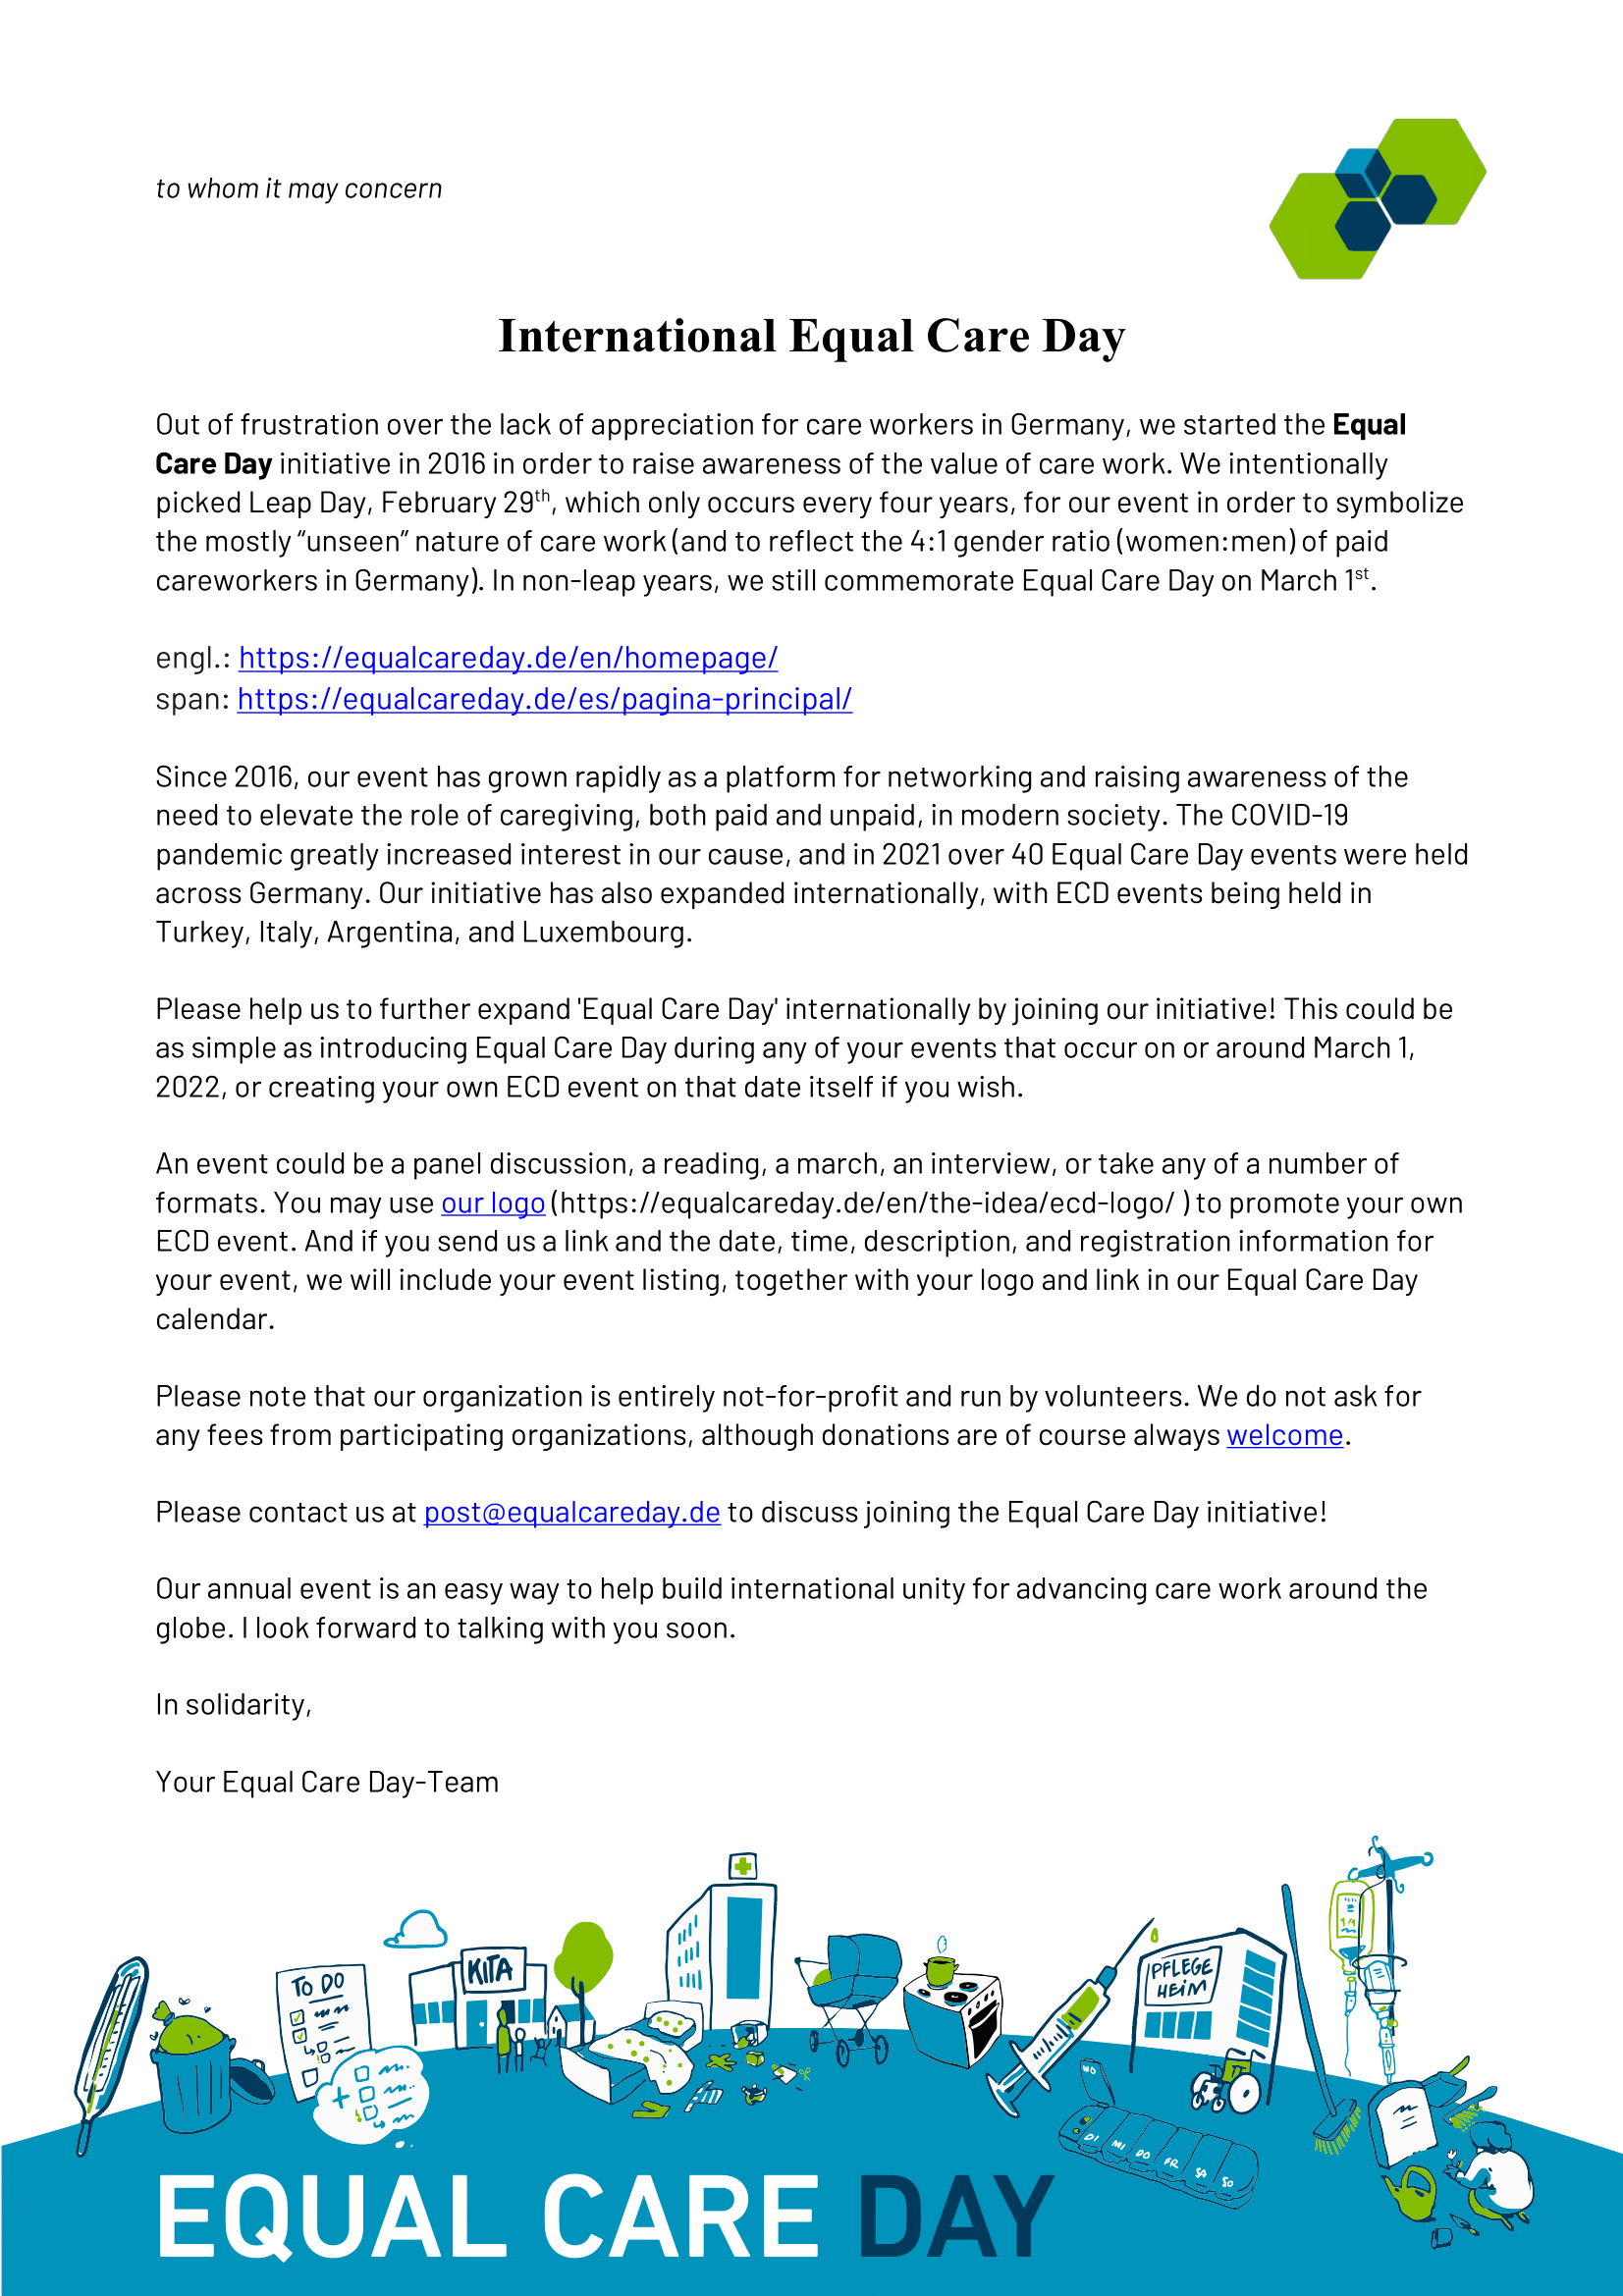 to whom it may concern
International Equal Care Day
Out of frustration over the lack of appreciation for care workers in Germany, we started the Equal
Care Day initiative in 2016 in order to raise awareness of the value of care work. We intentionally
picked Leap Day, February 29th, which only occurs every four years, for our event in order to symbolize
the mostly “unseen” nature of care work (and to reflect the 4:1 gender ratio (women:men) of paid
careworkers in Germany). In non-leap years, we still commemorate Equal Care Day on March 1st.
engl.: https://equalcareday.de/en/homepage/
span: https://equalcareday.de/es/pagina-principal/
Since 2016, our event has grown rapidly as a platform for networking and raising awareness of the
need to elevate the role of caregiving, both paid and unpaid, in modern society. The COVID-19
pandemic greatly increased interest in our cause, and in 2021 over 40 Equal Care Day events were held
across Germany. Our initiative has also expanded internationally, with ECD events being held in
Turkey, Italy, Argentina, and Luxembourg.
Please help us to further expand 'Equal Care Day' internationally by joining our initiative! This could be
as simple as introducing Equal Care Day during any of your events that occur on or around March 1,
2022, or creating your own ECD event on that date itself if you wish.
An event could be a panel discussion, a reading, a march, an interview, or take any of a number of
formats. You may use our logo (https://equalcareday.de/en/the-idea/ecd-logo/ ) to promote your own
ECD event. And if you send us a link and the date, time, description, and registration information for
your event, we will include your event listing, together with your logo and link in our Equal Care Day
calendar.
Please note that our organization is entirely not-for-profit and run by volunteers. We do not ask for
any fees from participating organizations, although donations are of course always welcome.
Please contact us at post@equalcareday.de to discuss joining the Equal Care Day initiative!
Our annual event is an easy way to help build international unity for advancing care work around the
globe. I look forward to talking with you soon.
In solidarity,
Your Equal Care Day-Team
TO DO
KITA
PFLEGE
HEIM
MO
DI MI DO FR SA SO
EQUAL CARE DAY